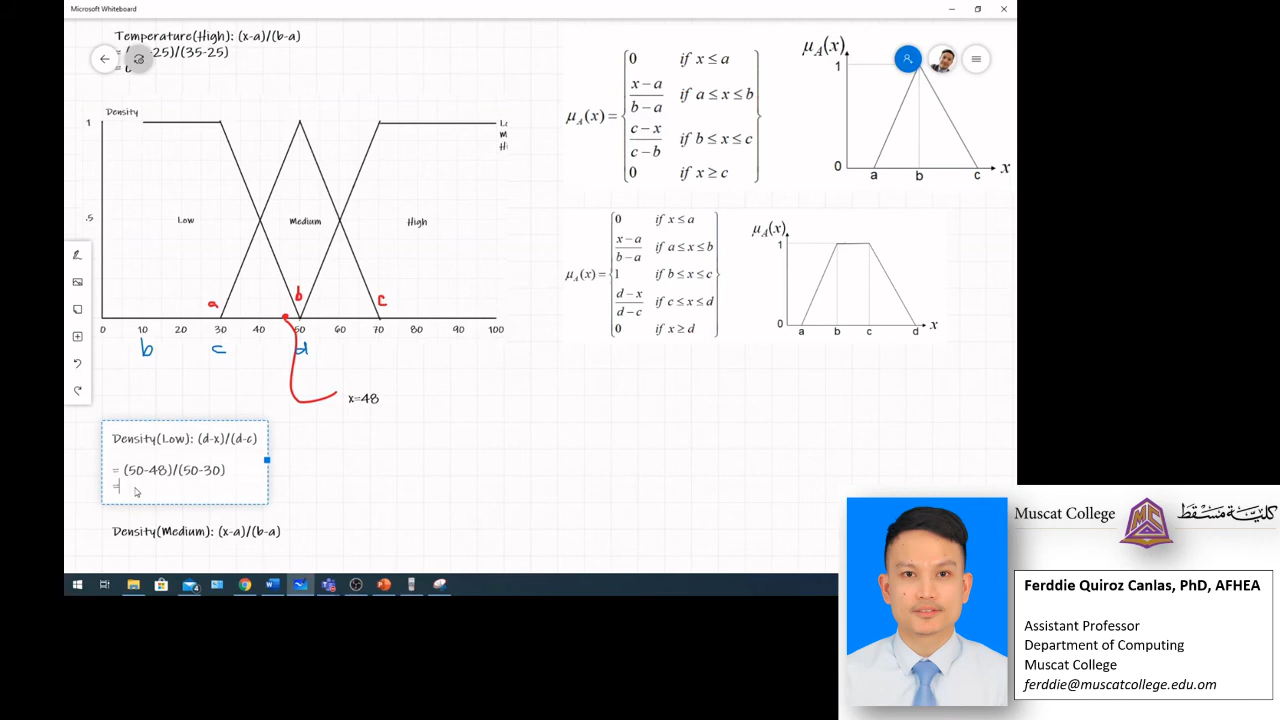 Microsoft Whiteboard
Temperature(High): (x-a)/(b-a)
-25)/(35-25)
Density
1
.5
Low
Medium
High
a
b
c
0 10 20 30 40 50 60 70 80 90 100
b c d
x=48
Density(Low): (d-x)/(d-c)
= (50-48)/(50-30)
=
Density(Medium): (x-a)/(b-a)
μA(x) = { 0 if x ≤ a
x-a / b-a if a ≤ x ≤ b
c-x / c-b if b ≤ x ≤ c
0 if x ≥ c }
μA(x)
1
0
a b c x
μA(x) = { 0 if x ≤ a
x-a / b-a if a ≤ x ≤ b
1 if b ≤ x ≤ c
d-x / d-c if c ≤ x ≤ d
0 if x ≥ d }
μA(x)
1
0
a b c d x
Muscat College كليّة مسقط
MC
Ferddie Quiroz Canlas, PhD, AFHEA
Assistant Professor
Department of Computing
Muscat College
ferddie@muscatcollege.edu.om